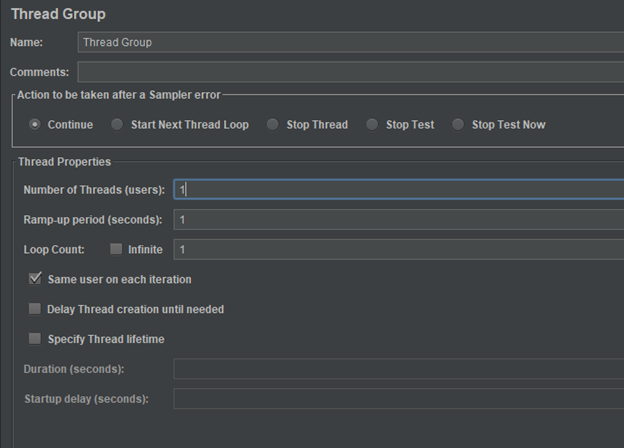 Thread Group
Name: Thread Group
Comments:
Action to be taken after a Sampler error
Continue Start Next Thread Loop Stop Thread Stop Test Stop Test Now
Thread Properties
Number of Threads (users): 1
Ramp-up period (seconds): 1
Loop Count: Infinite 1
Same user on each iteration
Delay Thread creation until needed
Specify Thread lifetime
Duration (seconds):
Startup delay (seconds):